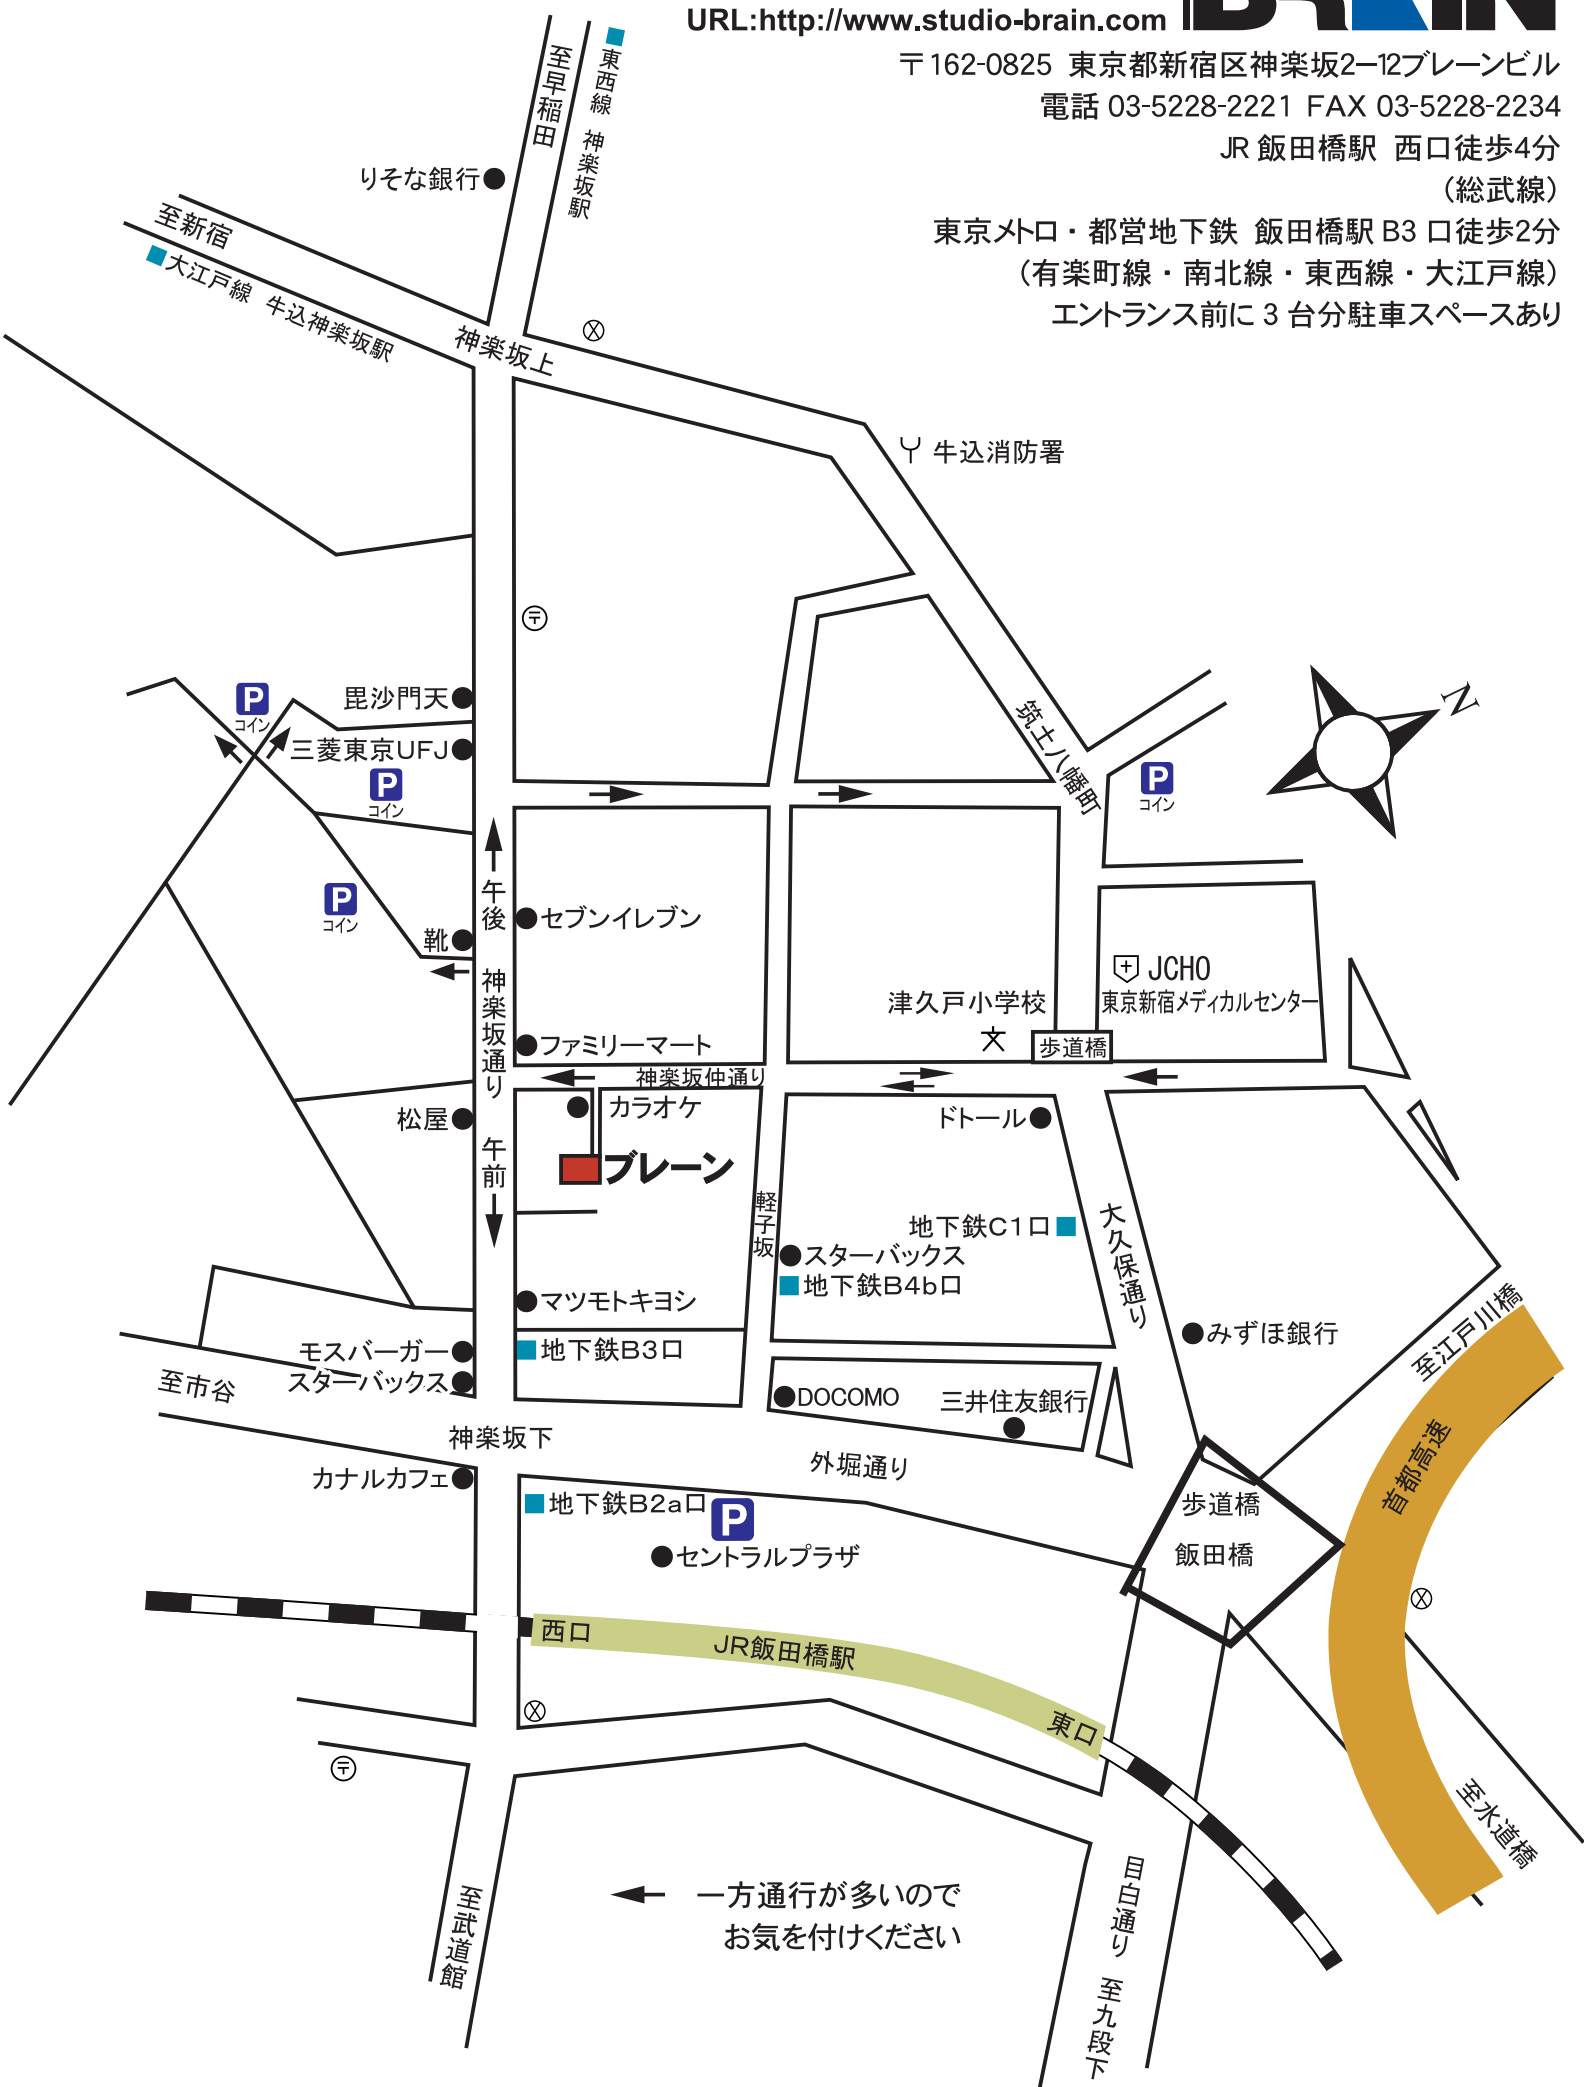 URL:http://www.studio-brain.com
BRAIN
〒162-0825 東京都新宿区神楽坂2−12ブレーンビル
電話 03-5228-2221 FAX 03-5228-2234
JR 飯田橋駅 西口徒歩4分
（総武線）
東京メトロ・都営地下鉄 飯田橋駅 B3 口徒歩2分
（有楽町線・南北線・東西線・大江戸線）
エントランス前に 3 台分駐車スペースあり
至早稲田
東西線 神楽坂駅
りそな銀行
至新宿
大江戸線 牛込神楽坂駅
神楽坂上
牛込消防署
毘沙門天
P
コイン
三菱東京UFJ
P
コイン
筑土八幡町
P
コイン
N
P
コイン
午後
靴
セブンイレブン
神楽坂通り
JCHO
東京新宿メディカルセンター
津久戸小学校
歩道橋
ファミリーマート
神楽坂仲通り
カラオケ
松屋
午前
ブレーン
ドトール
軽子坂
地下鉄C1口
スターバックス
地下鉄B4b口
大久保通り
マツモトキヨシ
地下鉄B3口
モスバーガー
スターバックス
みずほ銀行
至江戸川橋
至市谷
DOCOMO
三井住友銀行
神楽坂下
外堀通り
首都高速
カナルカフェ
地下鉄B2a口
P
セントラルプラザ
歩道橋
飯田橋
西口
JR飯田橋駅
東口
至水道橋
目白通り 至九段下
至武道館
一方通行が多いので
お気を付けください